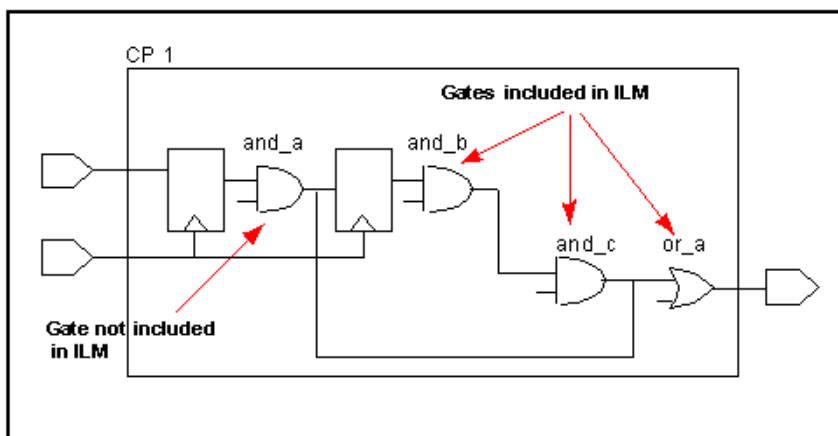 CP 1
Gates included in ILM
and_a
and_b
and_c
or_a
Gate not included
in ILM